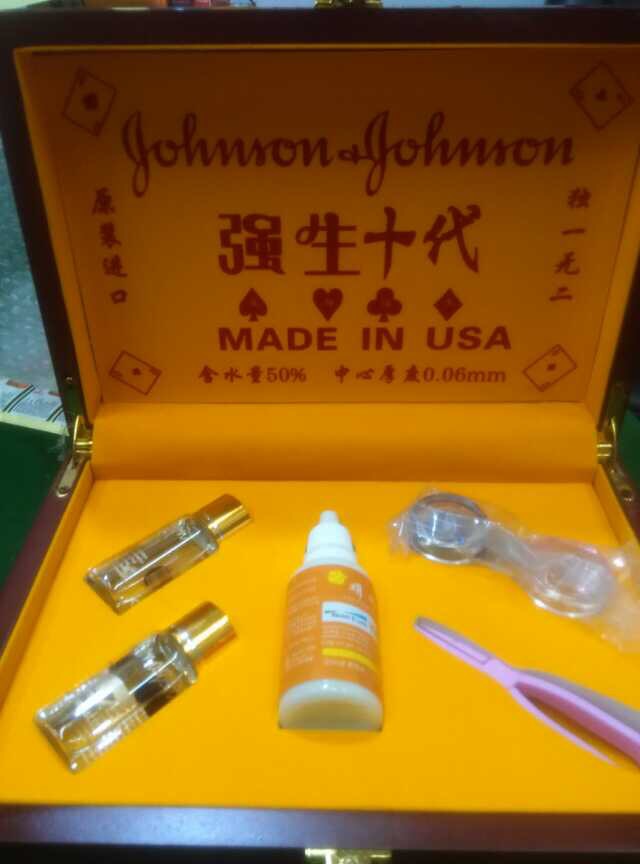 Johnson & Johnson
原装进口
强生十代
独一无二
MADE IN USA
含水量50% 中心厚度0.06mm